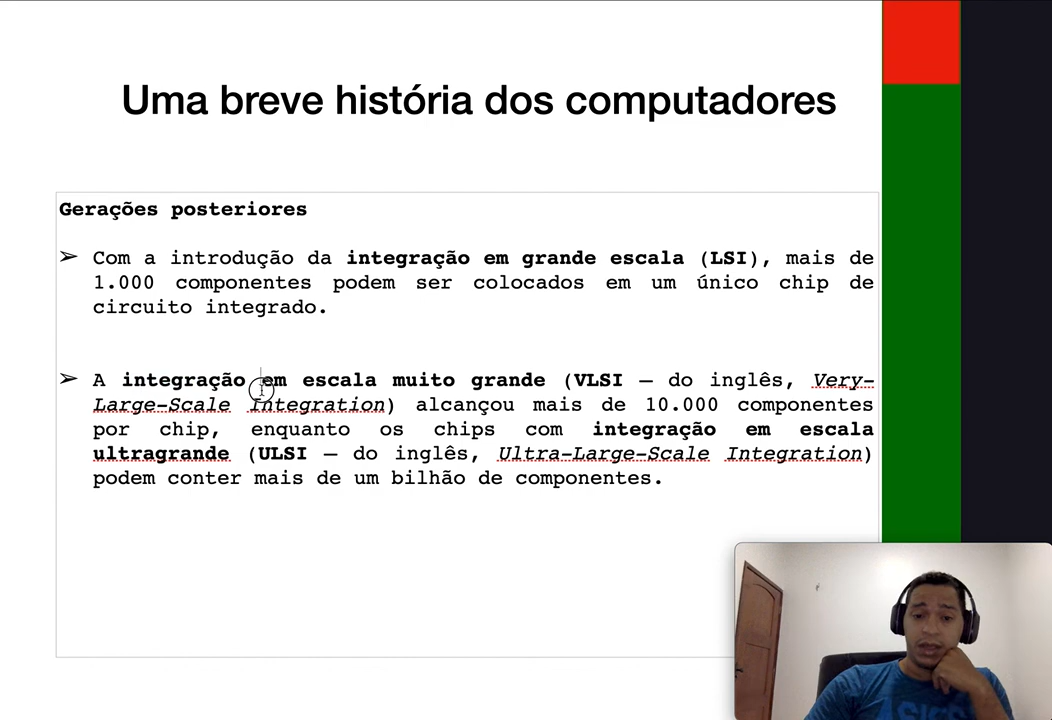 Uma breve história dos computadores
Gerações posteriores
➢ Com a introdução da integração em grande escala (LSI), mais de
1.000 componentes podem ser colocados em um único chip de
circuito integrado.
➢ A integração em escala muito grande (VLSI – do inglês, Very-
Large-Scale Integration) alcançou mais de 10.000 componentes
por chip, enquanto os chips com integração em escala
ultragrande (ULSI – do inglês, Ultra-Large-Scale Integration)
podem conter mais de um bilhão de componentes.